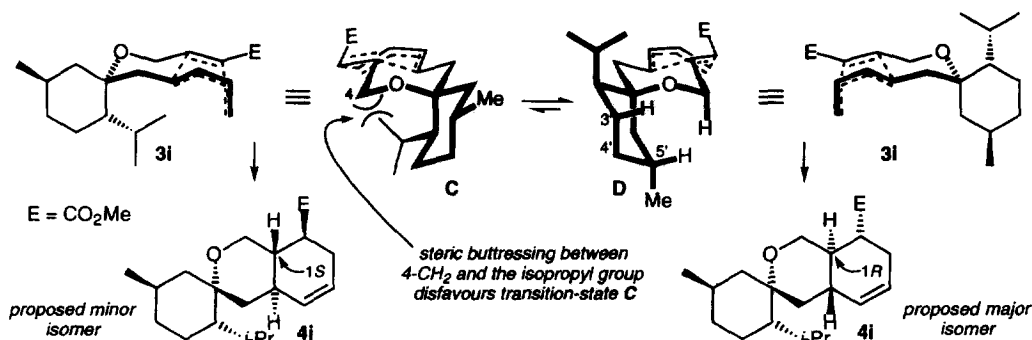 E
O
3i
E
4
O
Me
C
E
O
3'
H
4'
5'
H
H
Me
D
E
O
3i
E = CO2Me
steric buttressing between
4-CH2 and the isopropyl group
disfavours transition-state C
E
H
O
1S
H
i-Pr
4i
proposed minor
isomer
E
H
O
1R
H
i-Pr
4i
proposed major
isomer